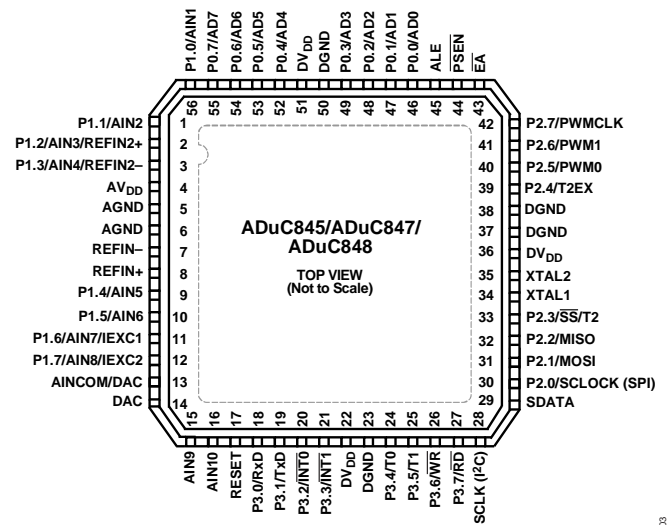 P1.0/AIN1
P0.7/AD7
P0.6/AD6
P0.5/AD5
P0.4/AD4
DVDD
DGND
P0.3/AD3
P0.2/AD2
P0.1/AD1
P0.0/AD0
ALE
PSEN
EA
56
55
54
53
52
51
50
49
48
47
46
45
44
43
P1.1/AIN2 1
P1.2/AIN3/REFIN2+ 2
P1.3/AIN4/REFIN2– 3
AVDD 4
AGND 5
AGND 6
REFIN– 7
REFIN+ 8
P1.4/AIN5 9
P1.5/AIN6 10
P1.6/AIN7/IEXC1 11
P1.7/AIN8/IEXC2 12
AINCOM/DAC 13
DAC 14
ADuC845/ADuC847/
ADuC848
TOP VIEW
(Not to Scale)
42 P2.7/PWMCLK
41 P2.6/PWM1
40 P2.5/PWM0
39 P2.4/T2EX
38 DGND
37 DGND
36 DVDD
35 XTAL2
34 XTAL1
33 P2.3/SS/T2
32 P2.2/MISO
31 P2.1/MOSI
30 P2.0/SCLOCK (SPI)
29 SDATA
15
16
17
18
19
20
21
22
23
24
25
26
27
28
AIN9
AIN10
RESET
P3.0/RxD
P3.1/TxD
P3.2/INT0
P3.3/INT1
DVDD
DGND
P3.4/T0
P3.5/T1
P3.6/WR
P3.7/RD
SCLK (I²C)